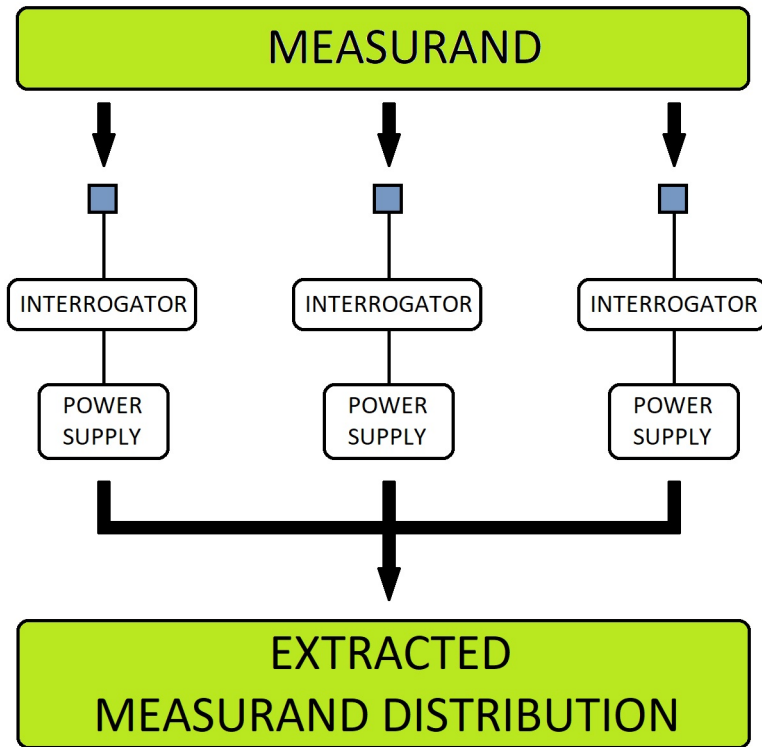 MEASURAND
INTERROGATOR
INTERROGATOR
INTERROGATOR
POWER
SUPPLY
POWER
SUPPLY
POWER
SUPPLY
EXTRACTED
MEASURAND DISTRIBUTION